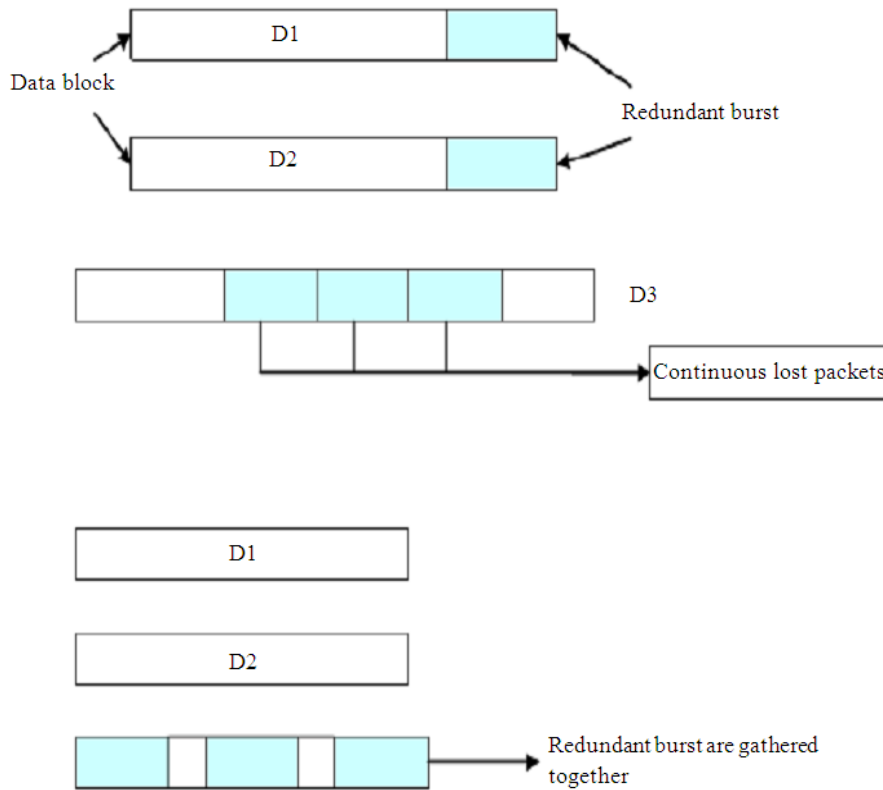 D1
Data block
Redundant burst
D2
D3
Continuous lost packets
D1
D2
Redundant burst are gathered
together